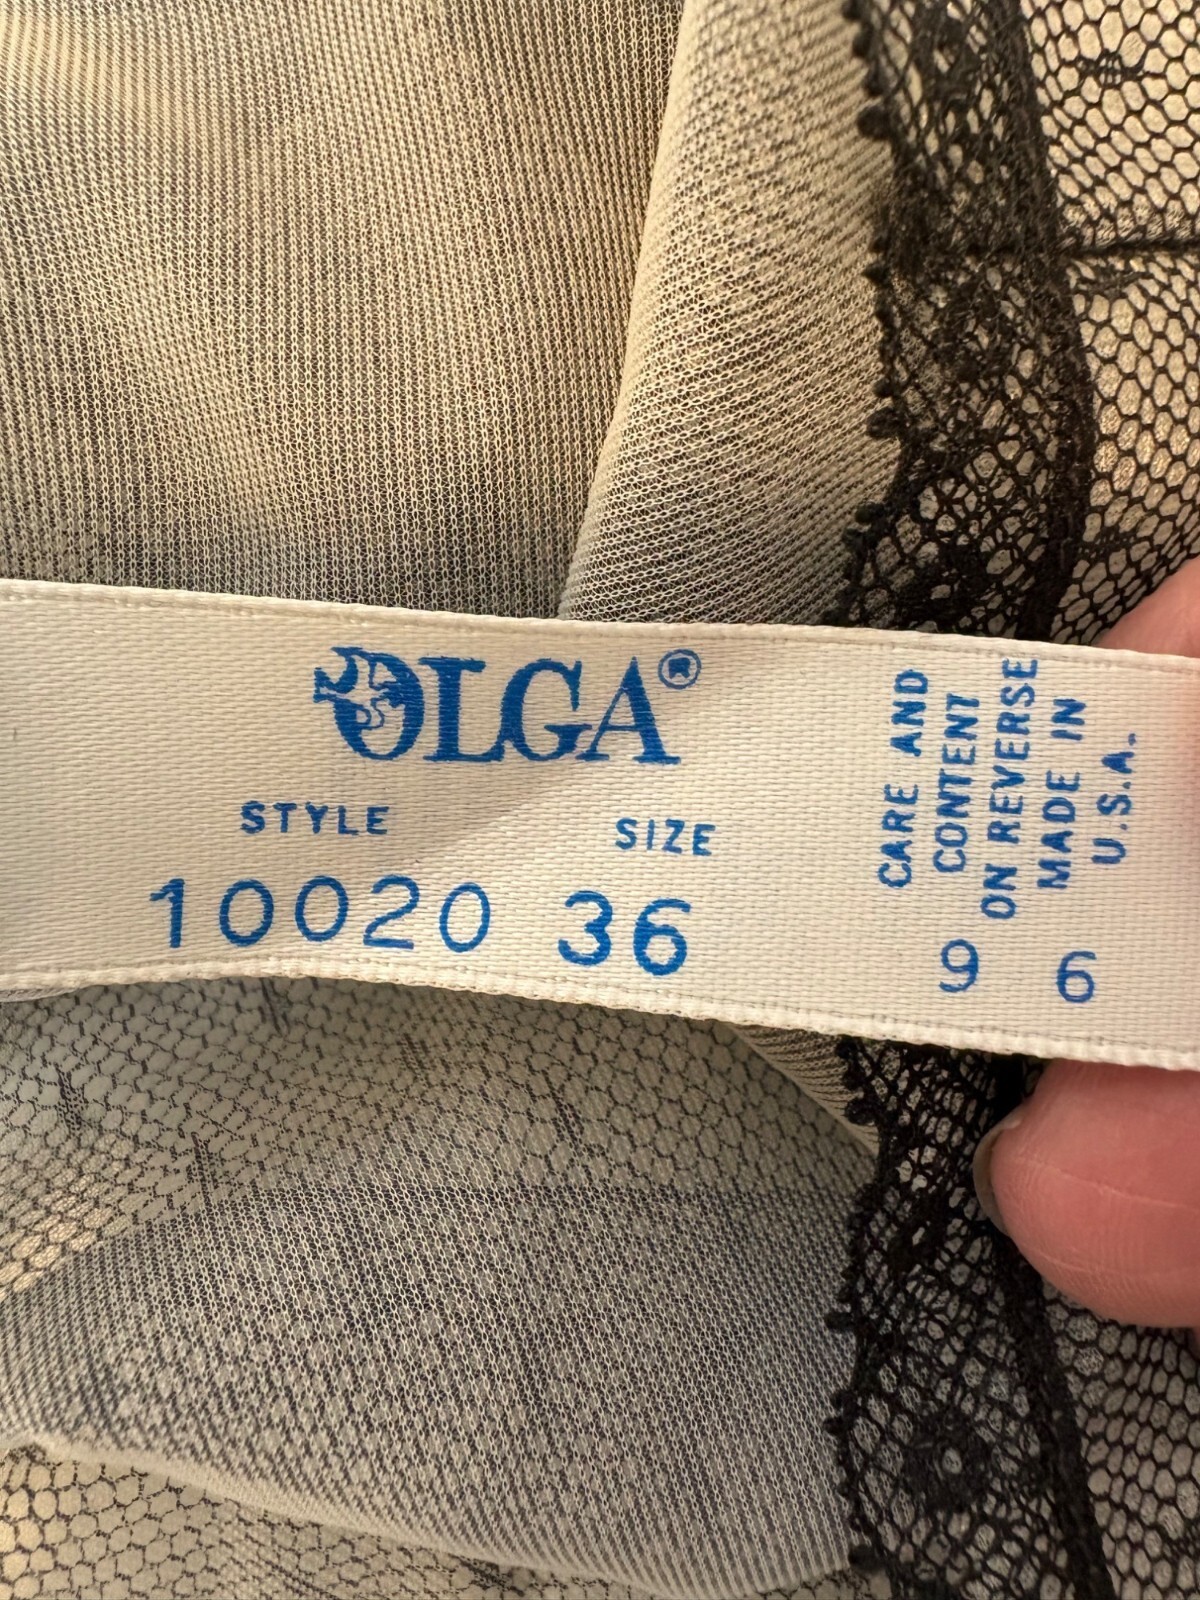 OLGA®
STYLE SIZE
10020 36
CARE AND
CONTENT
ON REVERSE
MADE IN
U.S.A.
9 6